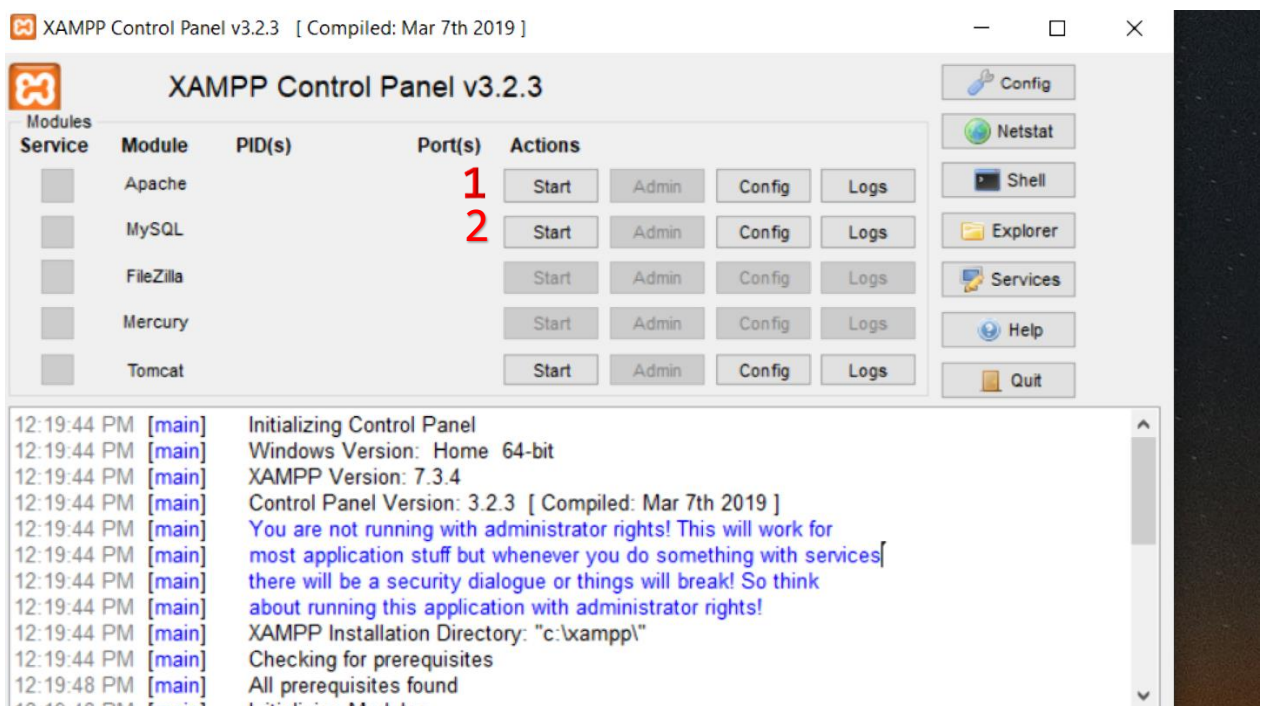 XAMPP Control Panel v3.2.3 [ Compiled: Mar 7th 2019 ]
XAMPP Control Panel v3.2.3
Config
Modules
Netstat
Service Module PID(s) Port(s) Actions
Apache 1 Start Admin Config Logs
Shell
MySQL 2 Start Admin Config Logs
Explorer
FileZilla Start Admin Config Logs
Services
Mercury Start Admin Config Logs
Help
Tomcat Start Admin Config Logs
Quit
12:19:44 PM [main] Initializing Control Panel
12:19:44 PM [main] Windows Version: Home 64-bit
12:19:44 PM [main] XAMPP Version: 7.3.4
12:19:44 PM [main] Control Panel Version: 3.2.3 [ Compiled: Mar 7th 2019 ]
12:19:44 PM [main] You are not running with administrator rights! This will work for
12:19:44 PM [main] most application stuff but whenever you do something with services
12:19:44 PM [main] there will be a security dialogue or things will break! So think
12:19:44 PM [main] about running this application with administrator rights!
12:19:44 PM [main] XAMPP Installation Directory: "c:\xampp\"
12:19:44 PM [main] Checking for prerequisites
12:19:48 PM [main] All prerequisites found